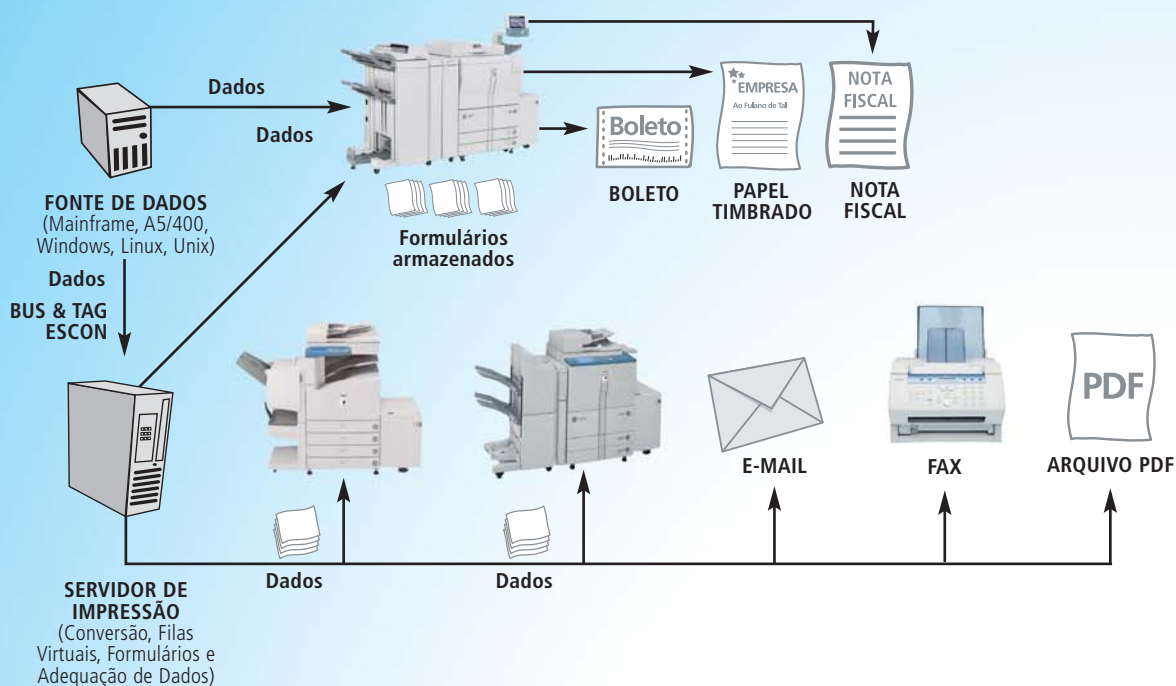 Dados
Dados
FONTE DE DADOS
(Mainframe, A5/400,
Windows, Linux, Unix)
Dados
BUS & TAG
ESCON
Formulários
armazenados
Boleto
BOLETO
EMPRESA
Ao Fulano de Tall
PAPEL
TIMBRADO
NOTA
FISCAL
NOTA
FISCAL
SERVIDOR DE
IMPRESSÃO
(Conversão, Filas
Virtuais, Formulários e
Adequação de Dados)
Dados
Dados
E-MAIL
FAX
PDF
ARQUIVO PDF